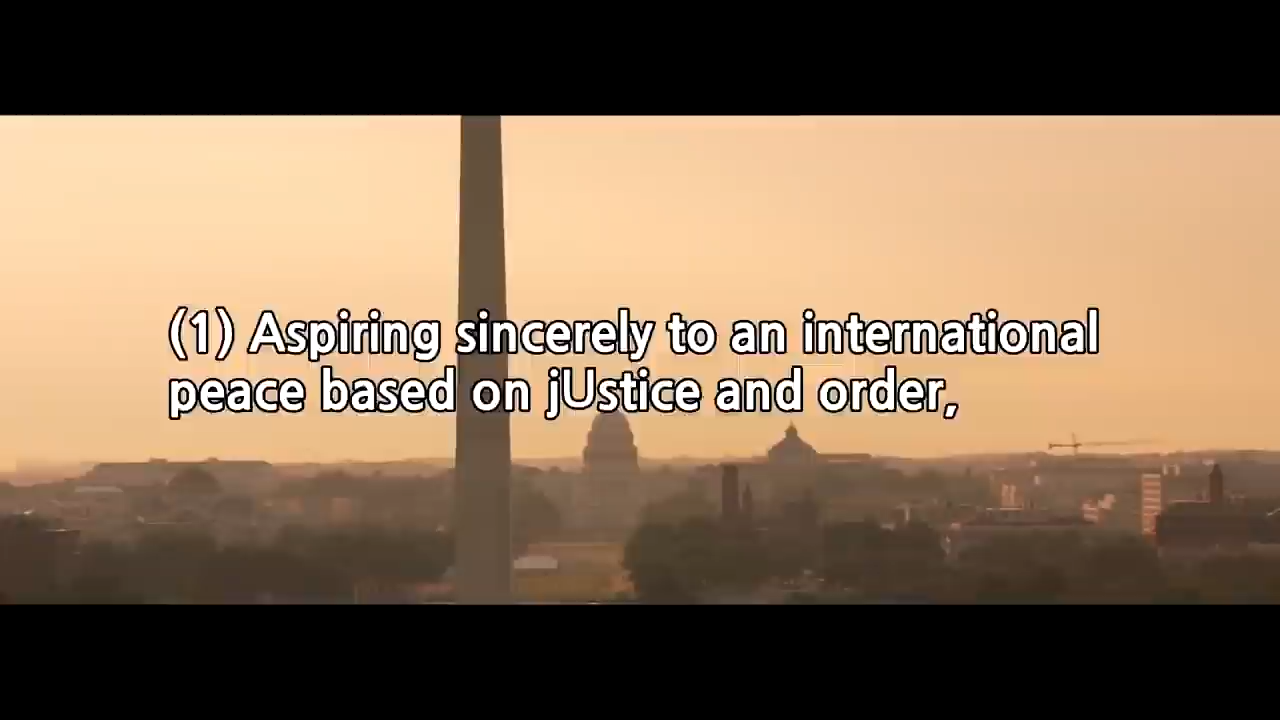 (1) Aspiring sincerely to an international
peace based on jUstice and order,